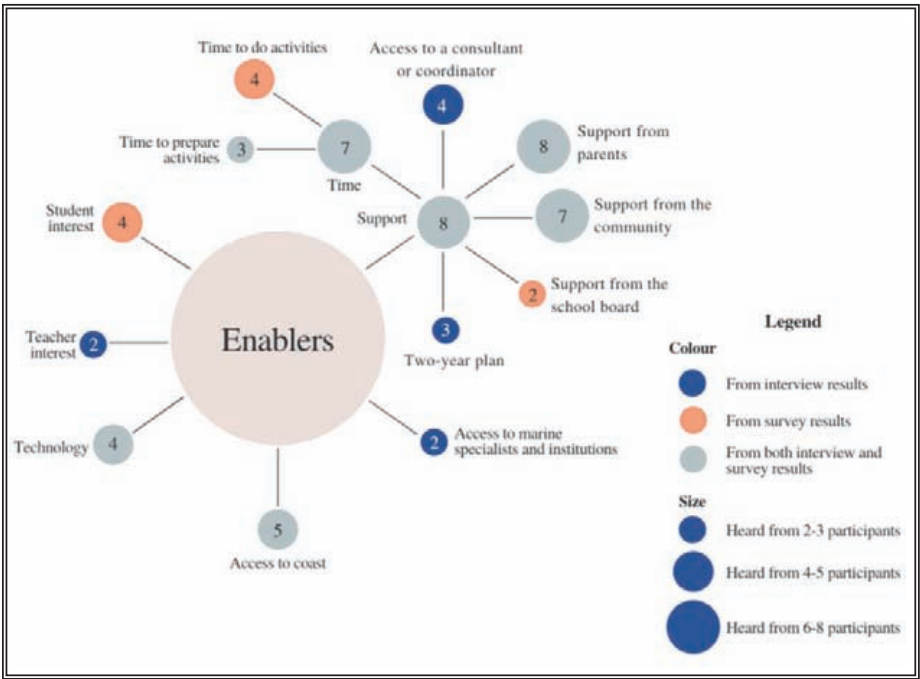 Time to do activities
4
Access to a consultant
or coordinator
4
Time to prepare
activities
3
7
Time
8
Support from
parents
Support
8
7
Support from the
community
Student
interest
4
2
Support from the
school board
3
Two-year plan
Enablers
Teacher
interest
2
Technology
4
2
Access to marine
specialists and institutions
5
Access to coast
Legend
Colour
From interview results
From survey results
From both interview and
survey results
Size
Heard from 2-3 participants
Heard from 4-5 participants
Heard from 6-8 participants